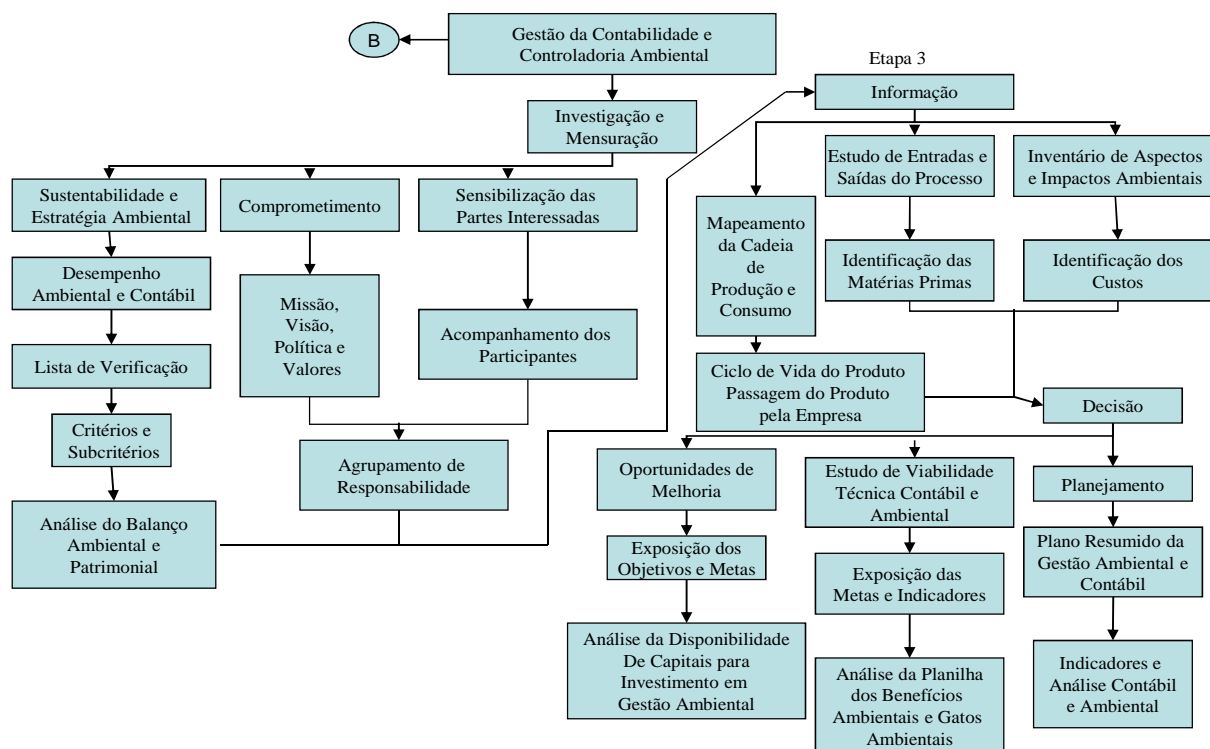 B
Gestão da Contabilidade e
Controladoria Ambiental
Etapa 3
Informação
Investigação e
Mensuração
Estudo de Entradas e
Saídas do Processo
Inventário de Aspectos
e Impactos Ambientais
Sustentabilidade e
Estratégia Ambiental
Comprometimento
Sensibilização das
Partes Interessadas
Mapeamento
da Cadeia
de
Produção e
Consumo
Identificação das
Matérias Primas
Identificação dos
Custos
Desempenho
Ambiental e Contábil
Missão,
Visão,
Política e
Valores
Acompanhamento dos
Participantes
Lista de Verificação
Ciclo de Vida do Produto
Passagem do Produto
pela Empresa
Decisão
Critérios e
Subcritérios
Agrupamento de
Responsabilidade
Oportunidades de
Melhoria
Estudo de Viabilidade
Técnica Contábil e
Ambiental
Planejamento
Análise do Balanço
Ambiental e
Patrimonial
Exposição dos
Objetivos e Metas
Exposição das
Metas e Indicadores
Plano Resumido da
Gestão Ambiental e
Contábil
Análise da Disponibilidade
De Capitais para
Investimento em
Gestão Ambiental
Análise da Planilha
dos Benefícios
Ambientais e Gatos
Ambientais
Indicadores e
Análise Contábil
e Ambiental